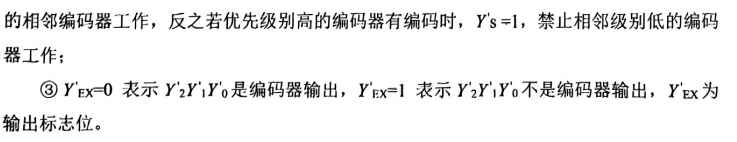 的相邻编码器工作，反之若优先级别高的编码器有编码时，Y's =1，禁止相邻级别低的编码
器工作；
③ Y'EX=0 表示 Y'2Y'1Y'0是编码器输出，Y'EX=1 表示 Y'2Y'1Y'0不是编码器输出，Y'EX 为
输出标志位。